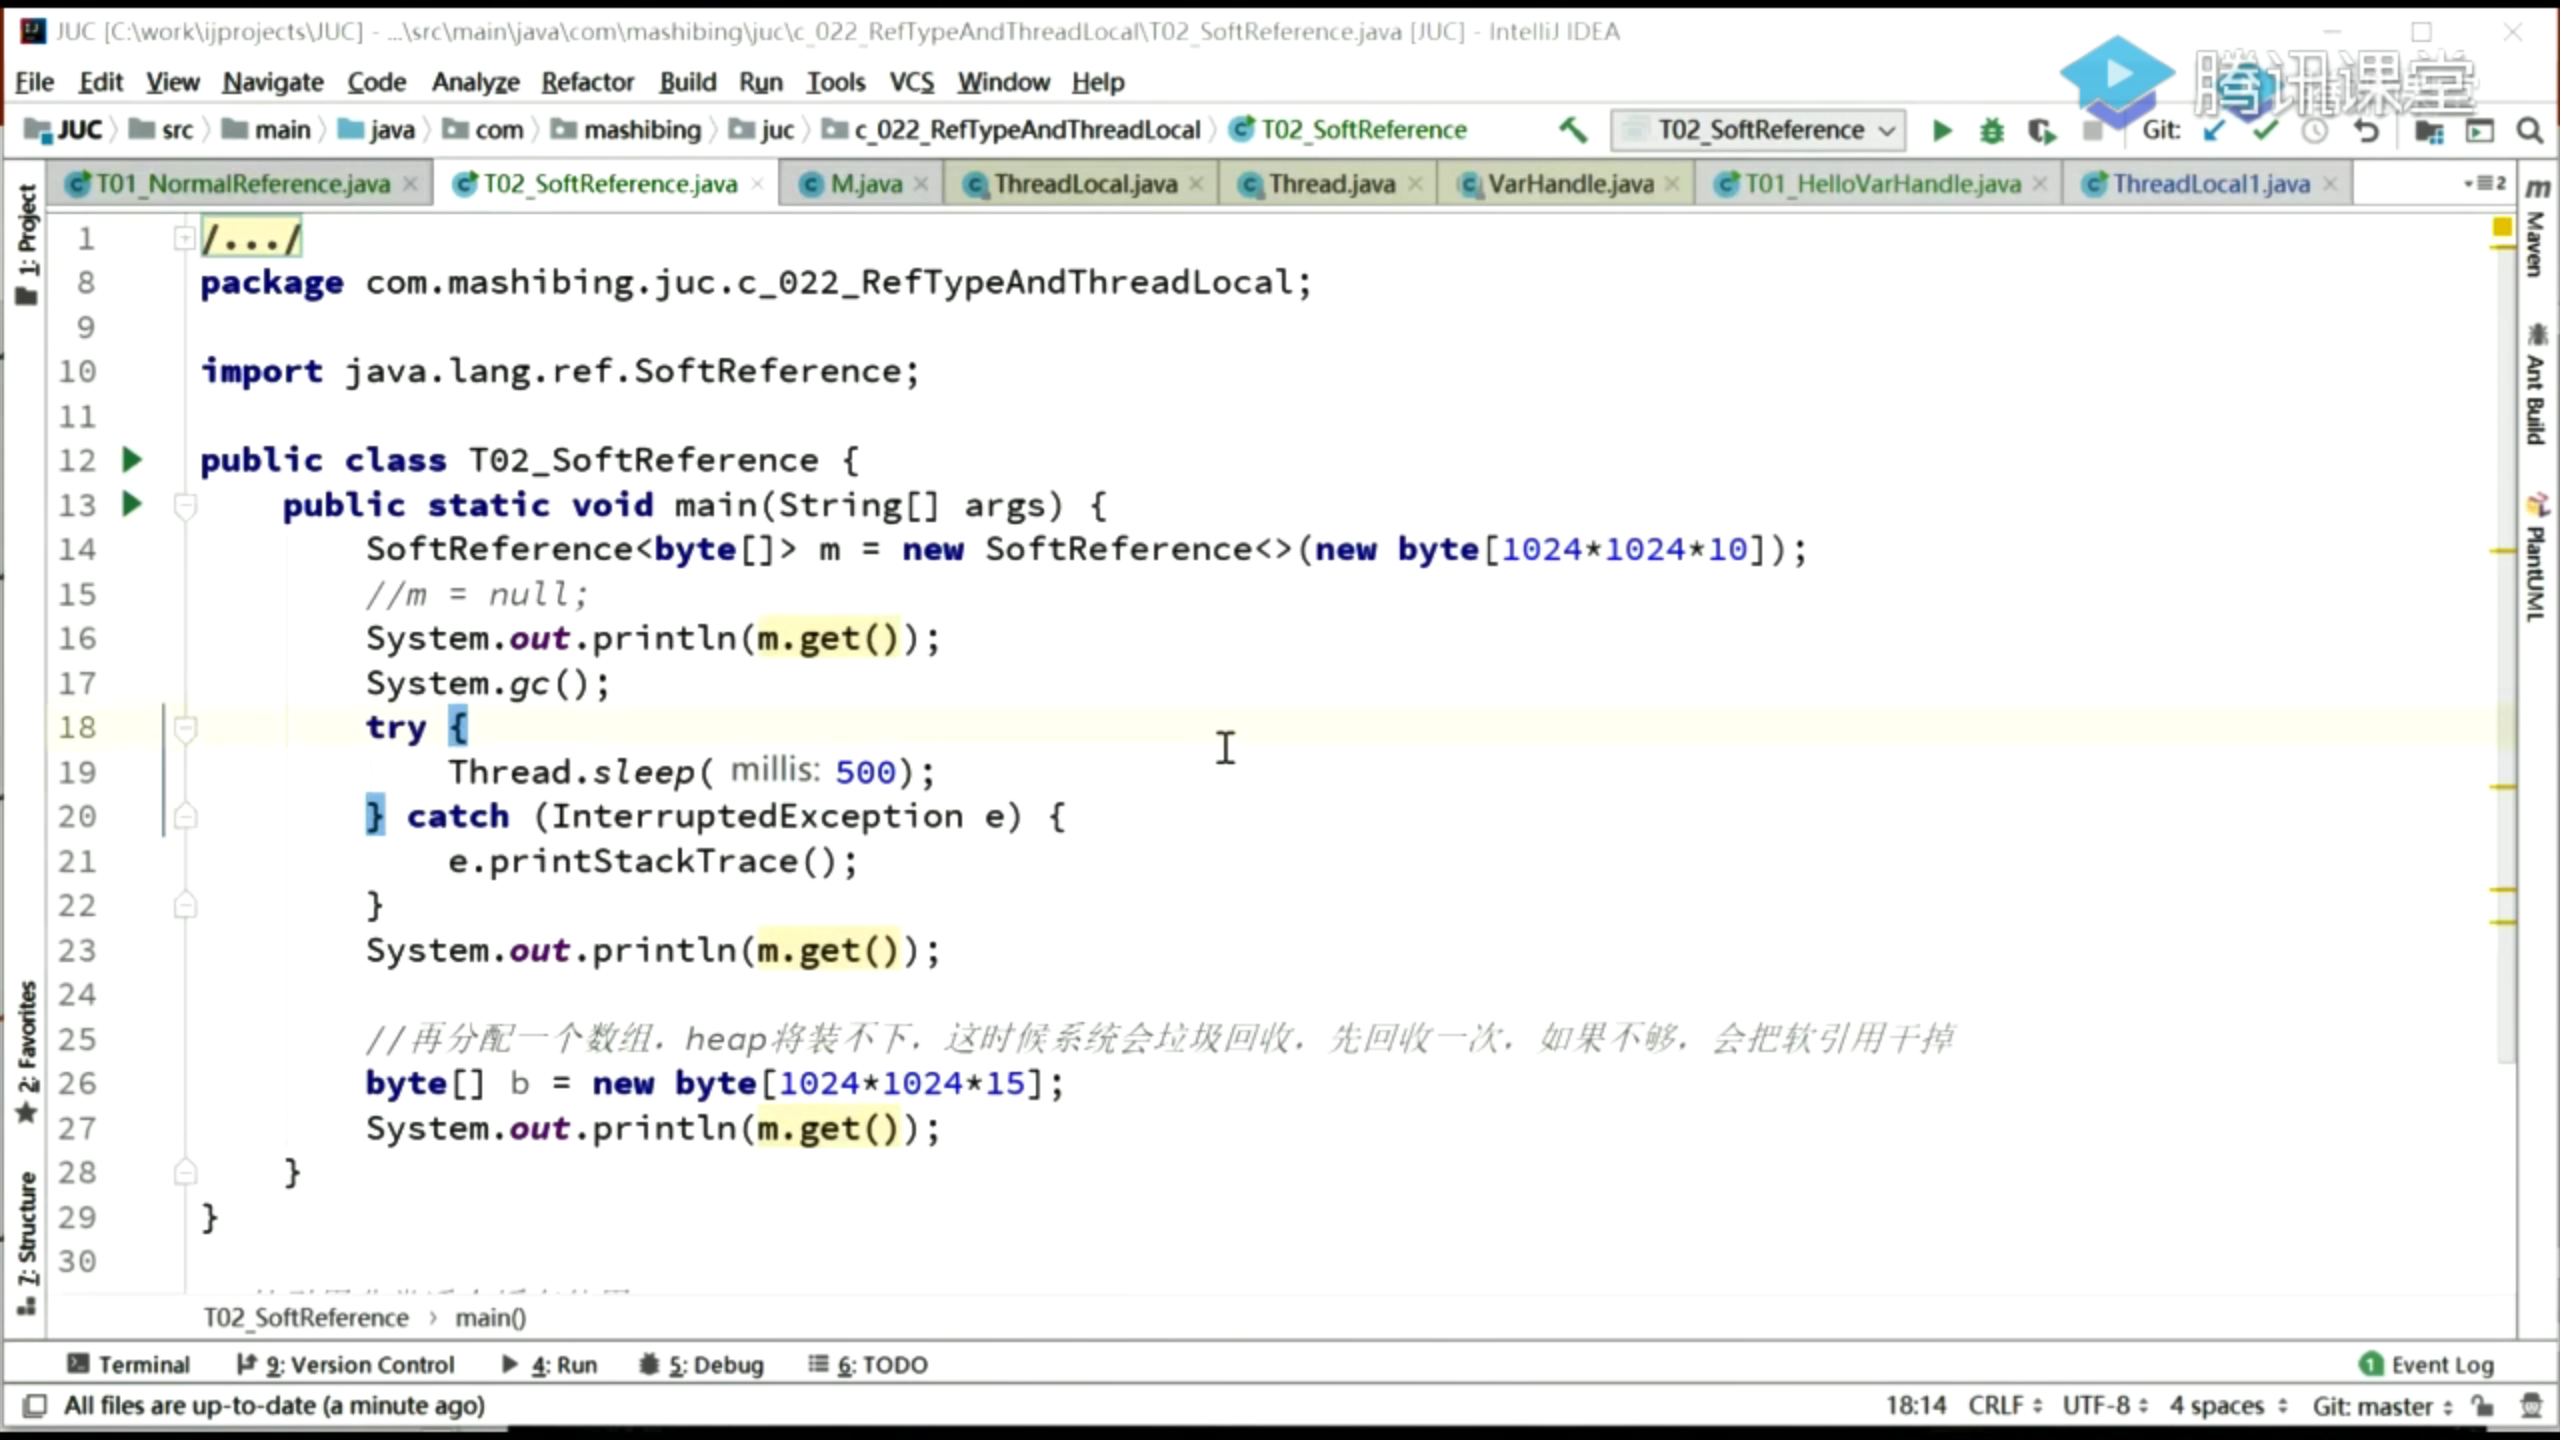 JUC [C:\work\ijprojects\JUC] - ...\src\main\java\com\mashibing\juc\c_022_RefTypeAndThreadLocal\T02_SoftReference.java [JUC] - IntelliJ IDEA
腾讯课堂
File Edit View Navigate Code Analyze Refactor Build Run Tools VCS Window Help
JUC src main java com mashibing juc c_022_RefTypeAndThreadLocal T02_SoftReference T02_SoftReference Git:
T01_NormalReference.java T02_SoftReference.java M.java ThreadLocal.java Thread.java VarHandle.java T01_HelloVarHandle.java ThreadLocal1.java 2
1: Project
2: Favorites
7: Structure
Maven
Ant Build
PlantUML
1 /.../
8 package com.mashibing.juc.c_022_RefTypeAndThreadLocal;
9
10 import java.lang.ref.SoftReference;
11
12 public class T02_SoftReference {
13 public static void main(String[] args) {
14 SoftReference<byte[]> m = new SoftReference<>(new byte[1024*1024*10]);
15 //m = null;
16 System.out.println(m.get());
17 System.gc();
18 try {
19 Thread.sleep( millis: 500);
20 } catch (InterruptedException e) {
21 e.printStackTrace();
22 }
23 System.out.println(m.get());
24
25 //再分配一个数组，heap将装不下，这时候系统会垃圾回收，先回收一次，如果不够，会把软引用干掉
26 byte[] b = new byte[1024*1024*15];
27 System.out.println(m.get());
28 }
29 }
30
T02_SoftReference › main()
Terminal 9: Version Control 4: Run 5: Debug 6: TODO 1 Event Log
All files are up-to-date (a minute ago) 18:14 CRLF UTF-8 4 spaces Git: master